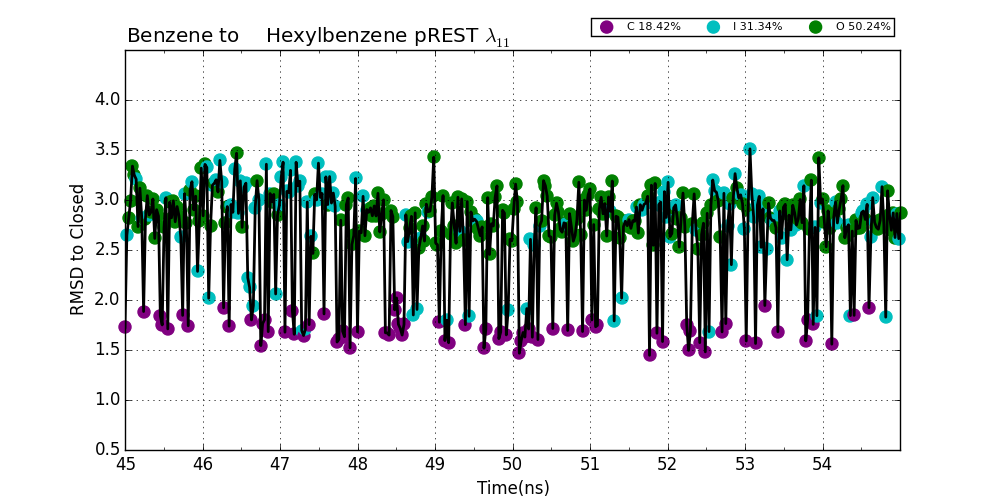 Benzene to    Hexylbenzene pREST λ₁₁
C 18.42% I 31.34% O 50.24%
RMSD to Closed
4.0
3.5
3.0
2.5
2.0
1.5
1.0
0.5
45 46 47 48 49 50 51 52 53 54
Time(ns)